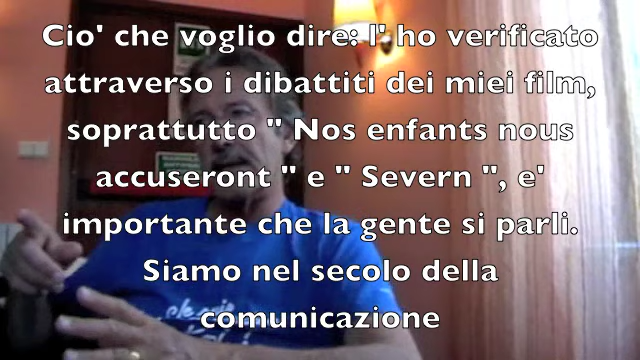 Cio' che voglio dire: l' ho verificato
attraverso i dibattiti dei miei film,
soprattutto " Nos enfants nous
accuseront " e " Severn ", e'
importante che la gente si parli.
Siamo nel secolo della
comunicazione